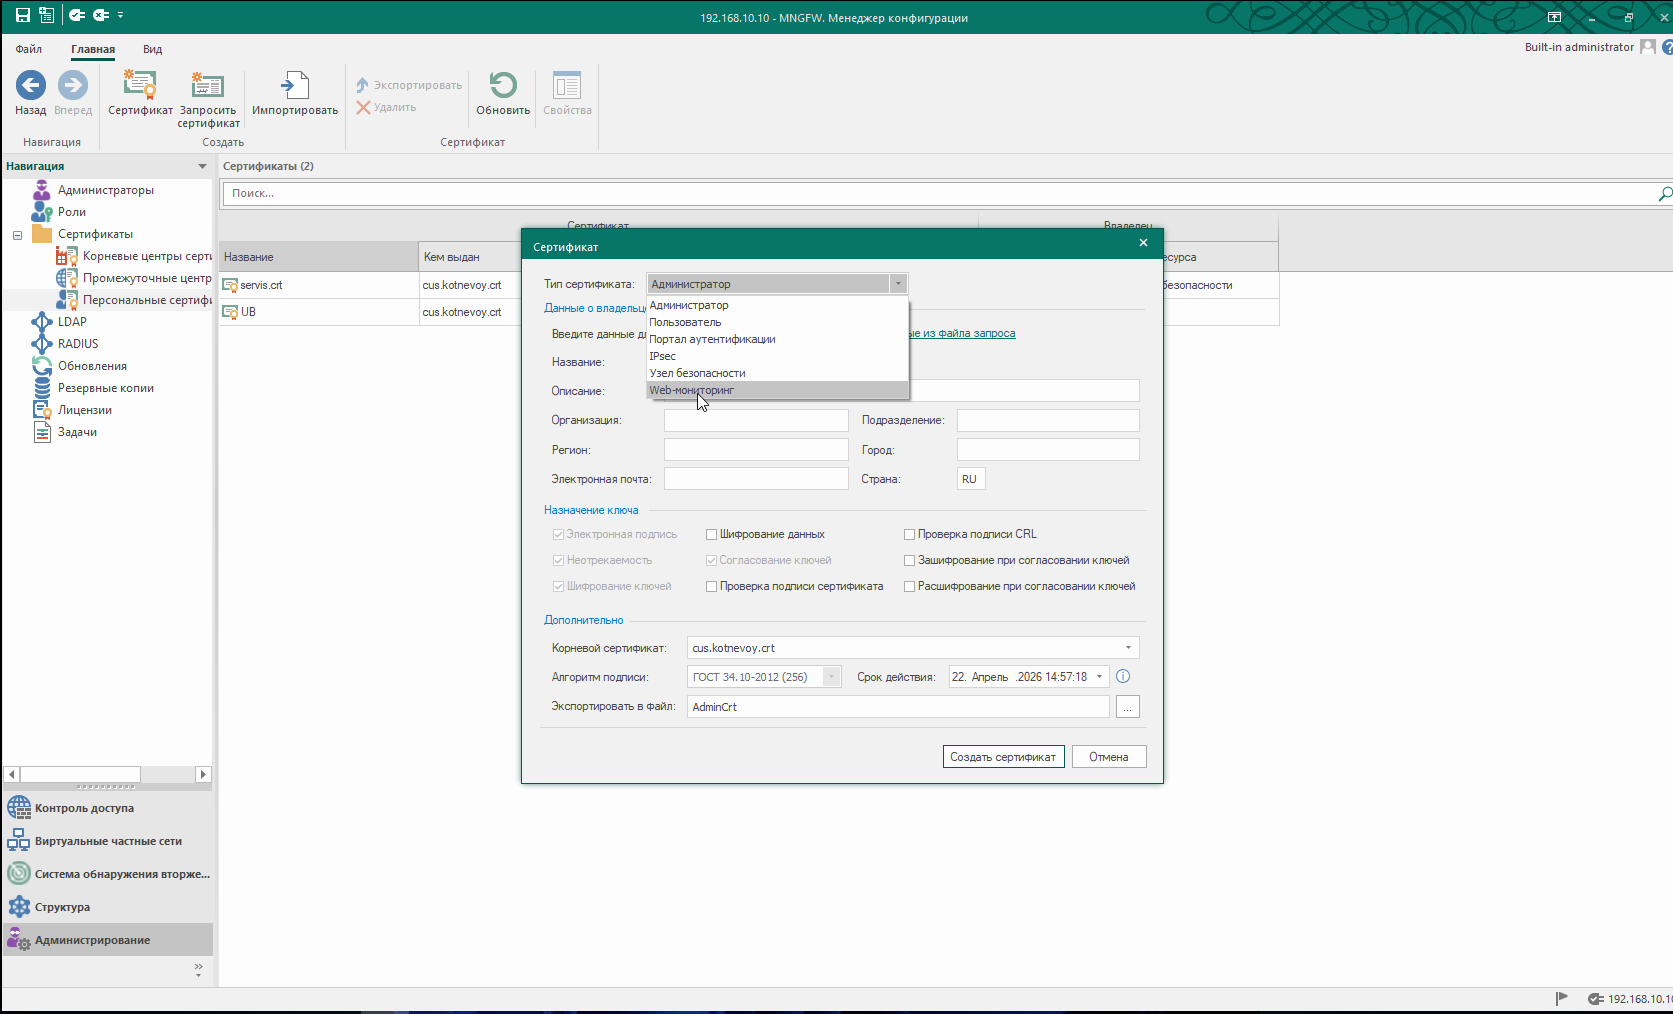 192.168.10.10 - MNGFW. Менеджер конфигурации
Файл
Главная
Вид
Built-in administrator
Назад
Вперед
Сертификат
Запросить сертификат
Импортировать
Экспортировать
Удалить
Обновить
Свойства
Навигация
Создать
Сертификат
Навигация
Администраторы
Роли
Сертификаты
Корневые центры серти
Промежуточные центр
Персональные сертифи
LDAP
RADIUS
Обновления
Резервные копии
Лицензии
Задачи
Контроль доступа
Виртуальные частные сети
Система обнаружения вторже...
Структура
Администрирование
Сертификаты (2)
Поиск...
Сертификат
Владелец
Название
Кем выдан
есурса
servis.crt
cus.kotnevoy.crt
безопасности
UB
cus.kotnevoy.crt
Сертификат
Тип сертификата:
Администратор
Администратор
Пользователь
Портал аутентификации
IPsec
Узел безопасности
Web-мониторинг
Данные о владельце
Введите данные дл
ые из файла запроса
Название:
Описание:
Организация:
Подразделение:
Регион:
Город:
Электронная почта:
Страна:
RU
Назначение ключа
Электронная подпись
Шифрование данных
Проверка подписи CRL
Неотрекаемость
Согласование ключей
Зашифрование при согласовании ключей
Шифрование ключей
Проверка подписи сертификата
Расшифрование при согласовании ключей
Дополнительно
Корневой сертификат:
cus.kotnevoy.crt
Алгоритм подписи:
ГОСТ 34.10-2012 (256)
Срок действия:
22. Апрель .2026 14:57:18
Экспортировать в файл:
AdminCrt
...
Создать сертификат
Отмена
192.168.10.10